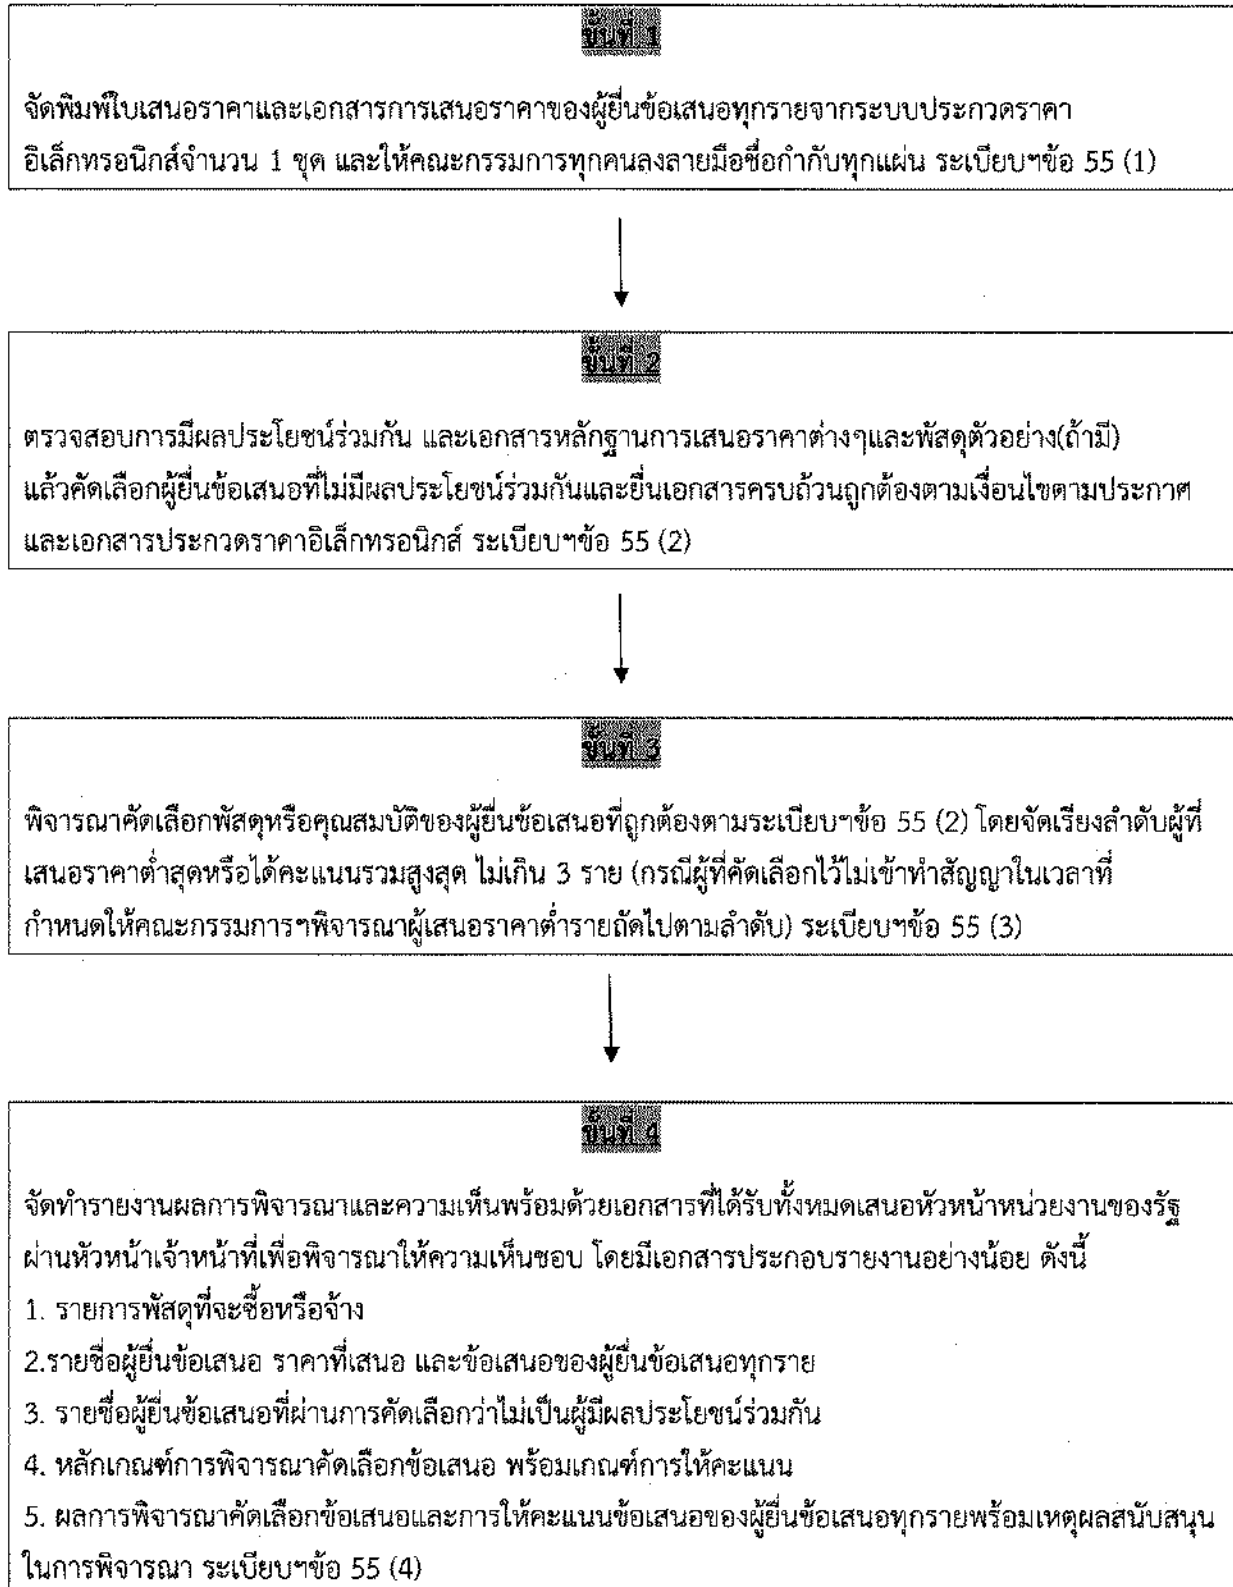 ขั้นที่ 1
จัดพิมพ์ใบเสนอราคาและเอกสารการเสนอราคาของผู้ยื่นข้อเสนอทุกรายจากระบบประกวดราคา
อิเล็กทรอนิกส์จำนวน 1 ชุด และให้คณะกรรมการทุกคนลงลายมือชื่อกำกับทุกแผ่น ระเบียบฯข้อ 55 (1)
ขั้นที่ 2
ตรวจสอบการมีผลประโยชน์ร่วมกัน และเอกสารหลักฐานการเสนอราคาต่างๆและพัสดุตัวอย่าง(ถ้ามี)
แล้วคัดเลือกผู้ยื่นข้อเสนอที่ไม่มีผลประโยชน์ร่วมกันและยื่นเอกสารครบถ้วนถูกต้องตามเงื่อนไขตามประกาศ
และเอกสารประกวดราคาอิเล็กทรอนิกส์ ระเบียบฯข้อ 55 (2)
ขั้นที่ 3
พิจารณาคัดเลือกพัสดุหรือคุณสมบัติของผู้ยื่นข้อเสนอที่ถูกต้องตามระเบียบฯข้อ 55 (2) โดยจัดเรียงลำดับผู้ที่
เสนอราคาต่ำสุดหรือได้คะแนนรวมสูงสุด ไม่เกิน 3 ราย (กรณีผู้ที่คัดเลือกไว้ไม่เข้าทำสัญญาในเวลาที่
กำหนดให้คณะกรรมการฯพิจารณาผู้เสนอราคาต่ำรายถัดไปตามลำดับ) ระเบียบฯข้อ 55 (3)
ขั้นที่ 4
จัดทำรายงานผลการพิจารณาและความเห็นพร้อมด้วยเอกสารที่ได้รับทั้งหมดเสนอหัวหน้าหน่วยงานของรัฐ
ผ่านหัวหน้าเจ้าหน้าที่เพื่อพิจารณาให้ความเห็นชอบ โดยมีเอกสารประกอบรายงานอย่างน้อย ดังนี้
1. รายการพัสดุที่จะซื้อหรือจ้าง
2.รายชื่อผู้ยื่นข้อเสนอ ราคาที่เสนอ และข้อเสนอของผู้ยื่นข้อเสนอทุกราย
3. รายชื่อผู้ยื่นข้อเสนอที่ผ่านการคัดเลือกว่าไม่เป็นผู้มีผลประโยชน์ร่วมกัน
4. หลักเกณฑ์การพิจารณาคัดเลือกข้อเสนอ พร้อมเกณฑ์การให้คะแนน
5. ผลการพิจารณาคัดเลือกข้อเสนอและการให้คะแนนข้อเสนอของผู้ยื่นข้อเสนอทุกรายพร้อมเหตุผลสนับสนุน
ในการพิจารณา ระเบียบฯข้อ 55 (4)